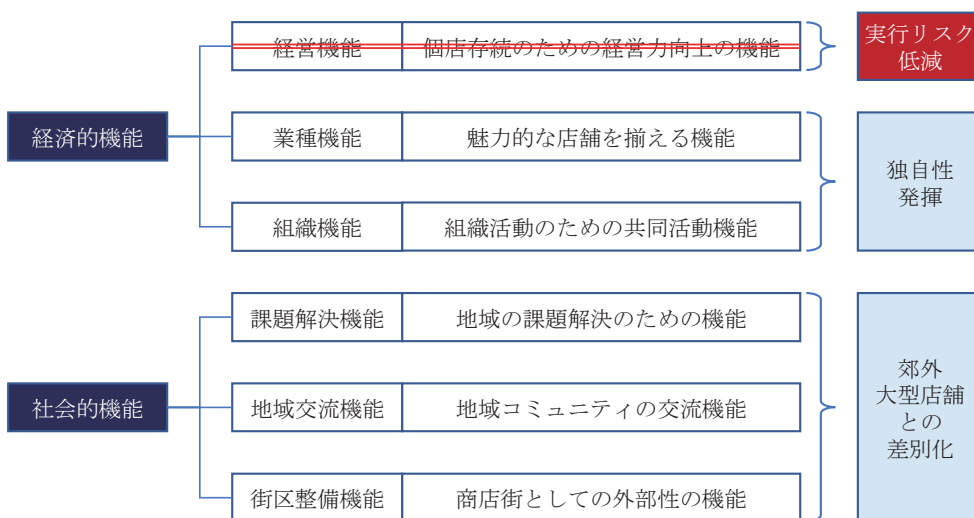 経営機能 個店存続のための経営力向上の機能
実行リスク
低減
経済的機能
業種機能 魅力的な店舗を揃える機能
独自性
発揮
組織機能 組織活動のための共同活動機能
課題解決機能 地域の課題解決のための機能
社会的機能
地域交流機能 地域コミュニティの交流機能
郊外
大型店舗
との
差別化
街区整備機能 商店街としての外部性の機能